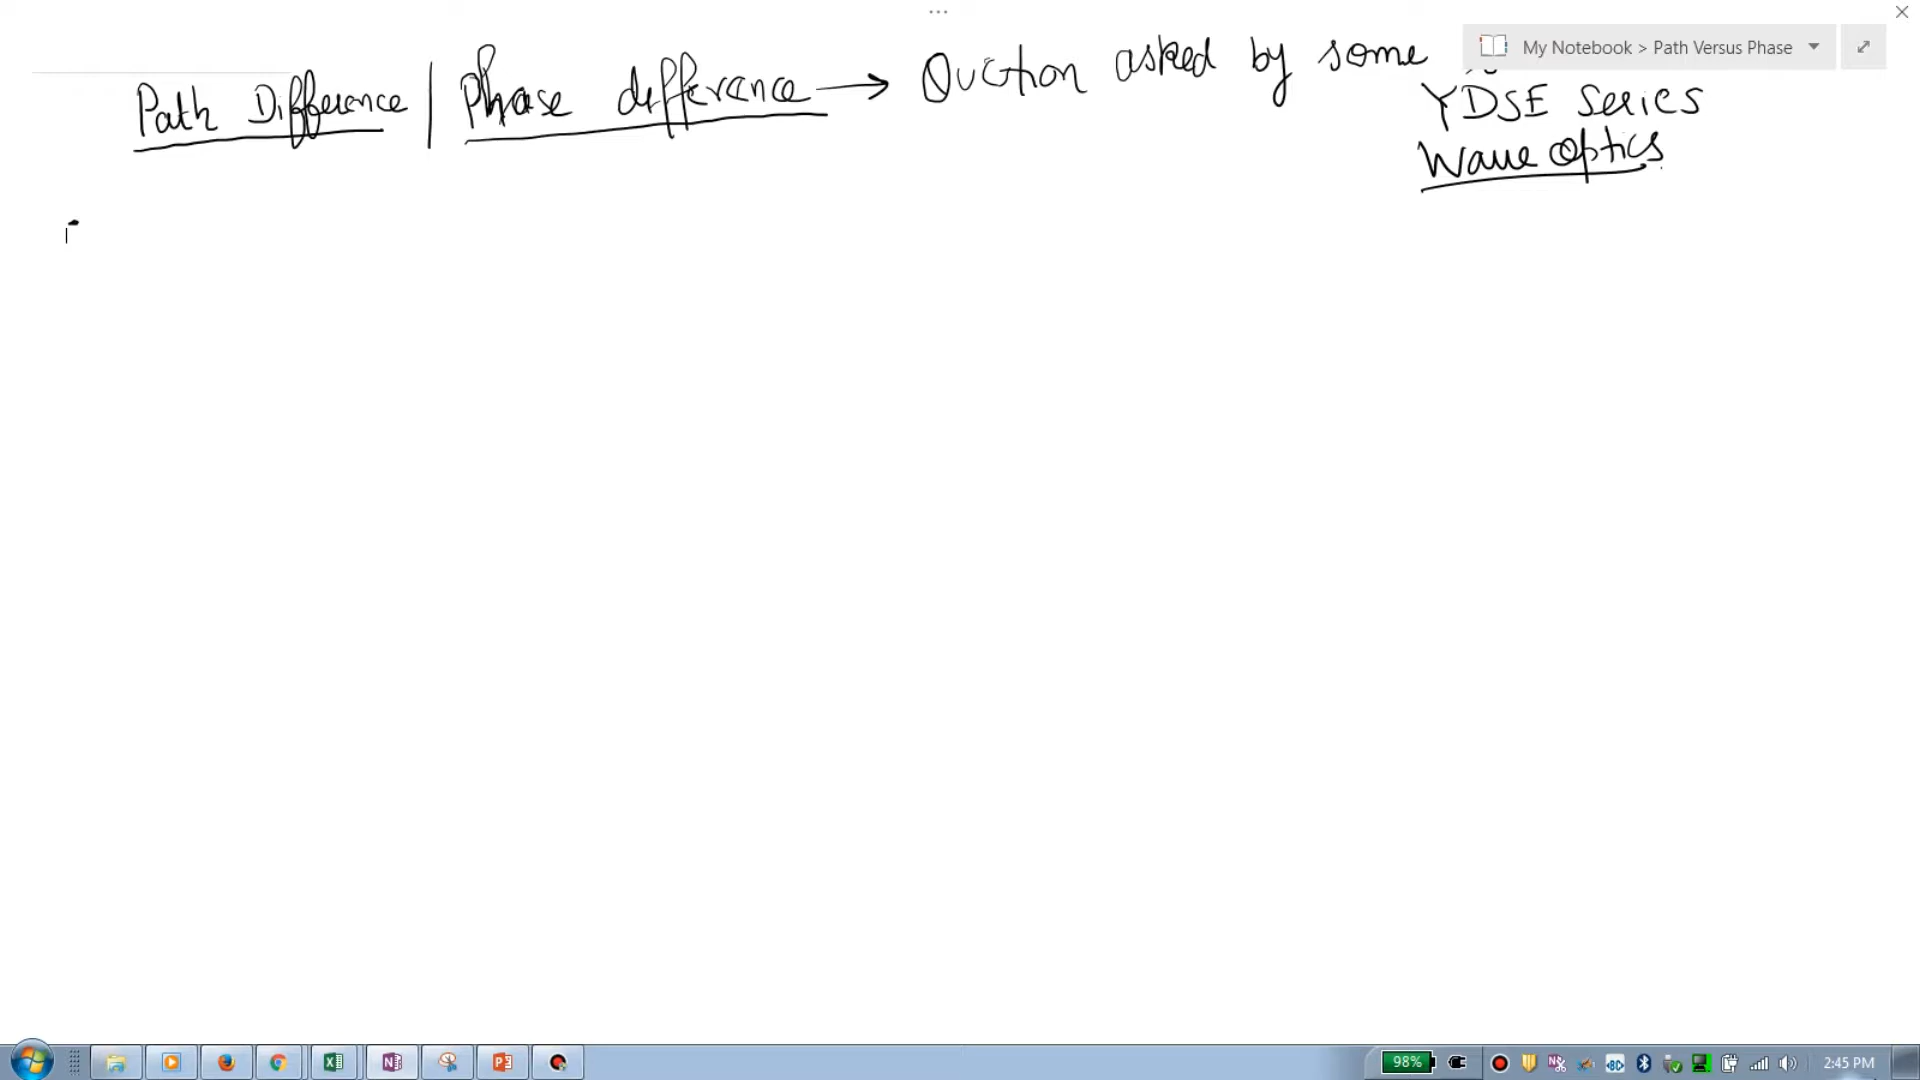 My Notebook > Path Versus Phase
Path Difference | Phase difference → Qustion asked by some
YDSE Series
Wave Optics
98%
2:45 PM